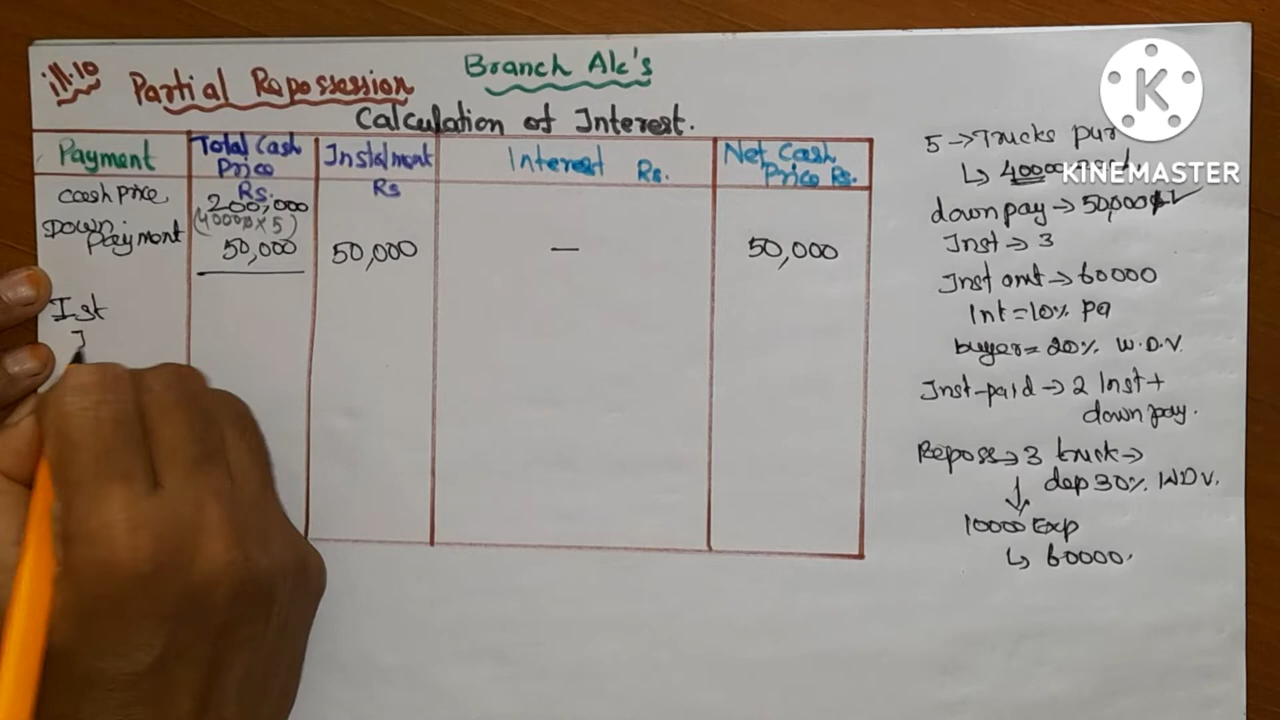 ill.10 Partial Repossession Branch A/c's
Calculation of Interest.
Payment Total Cash Price Rs. Instalment Rs Interest Rs. Net Cash Price Rs.
Cash price 200,000
(40000 x 5)
Down Payment 50,000 50,000 — 50,000
Ist
5 → Trucks pur
↳ 40000
down pay → 50,000
Inst → 3
Inst amt → 60000
Int = 10% pa
buyer = 20% W.D.V.
Inst-paid → 2 Inst +
down pay.
Reposs → 3 truck →
dep 30% WDV.
↓
10000 Exp
↳ 60000.
K
KINEMASTER